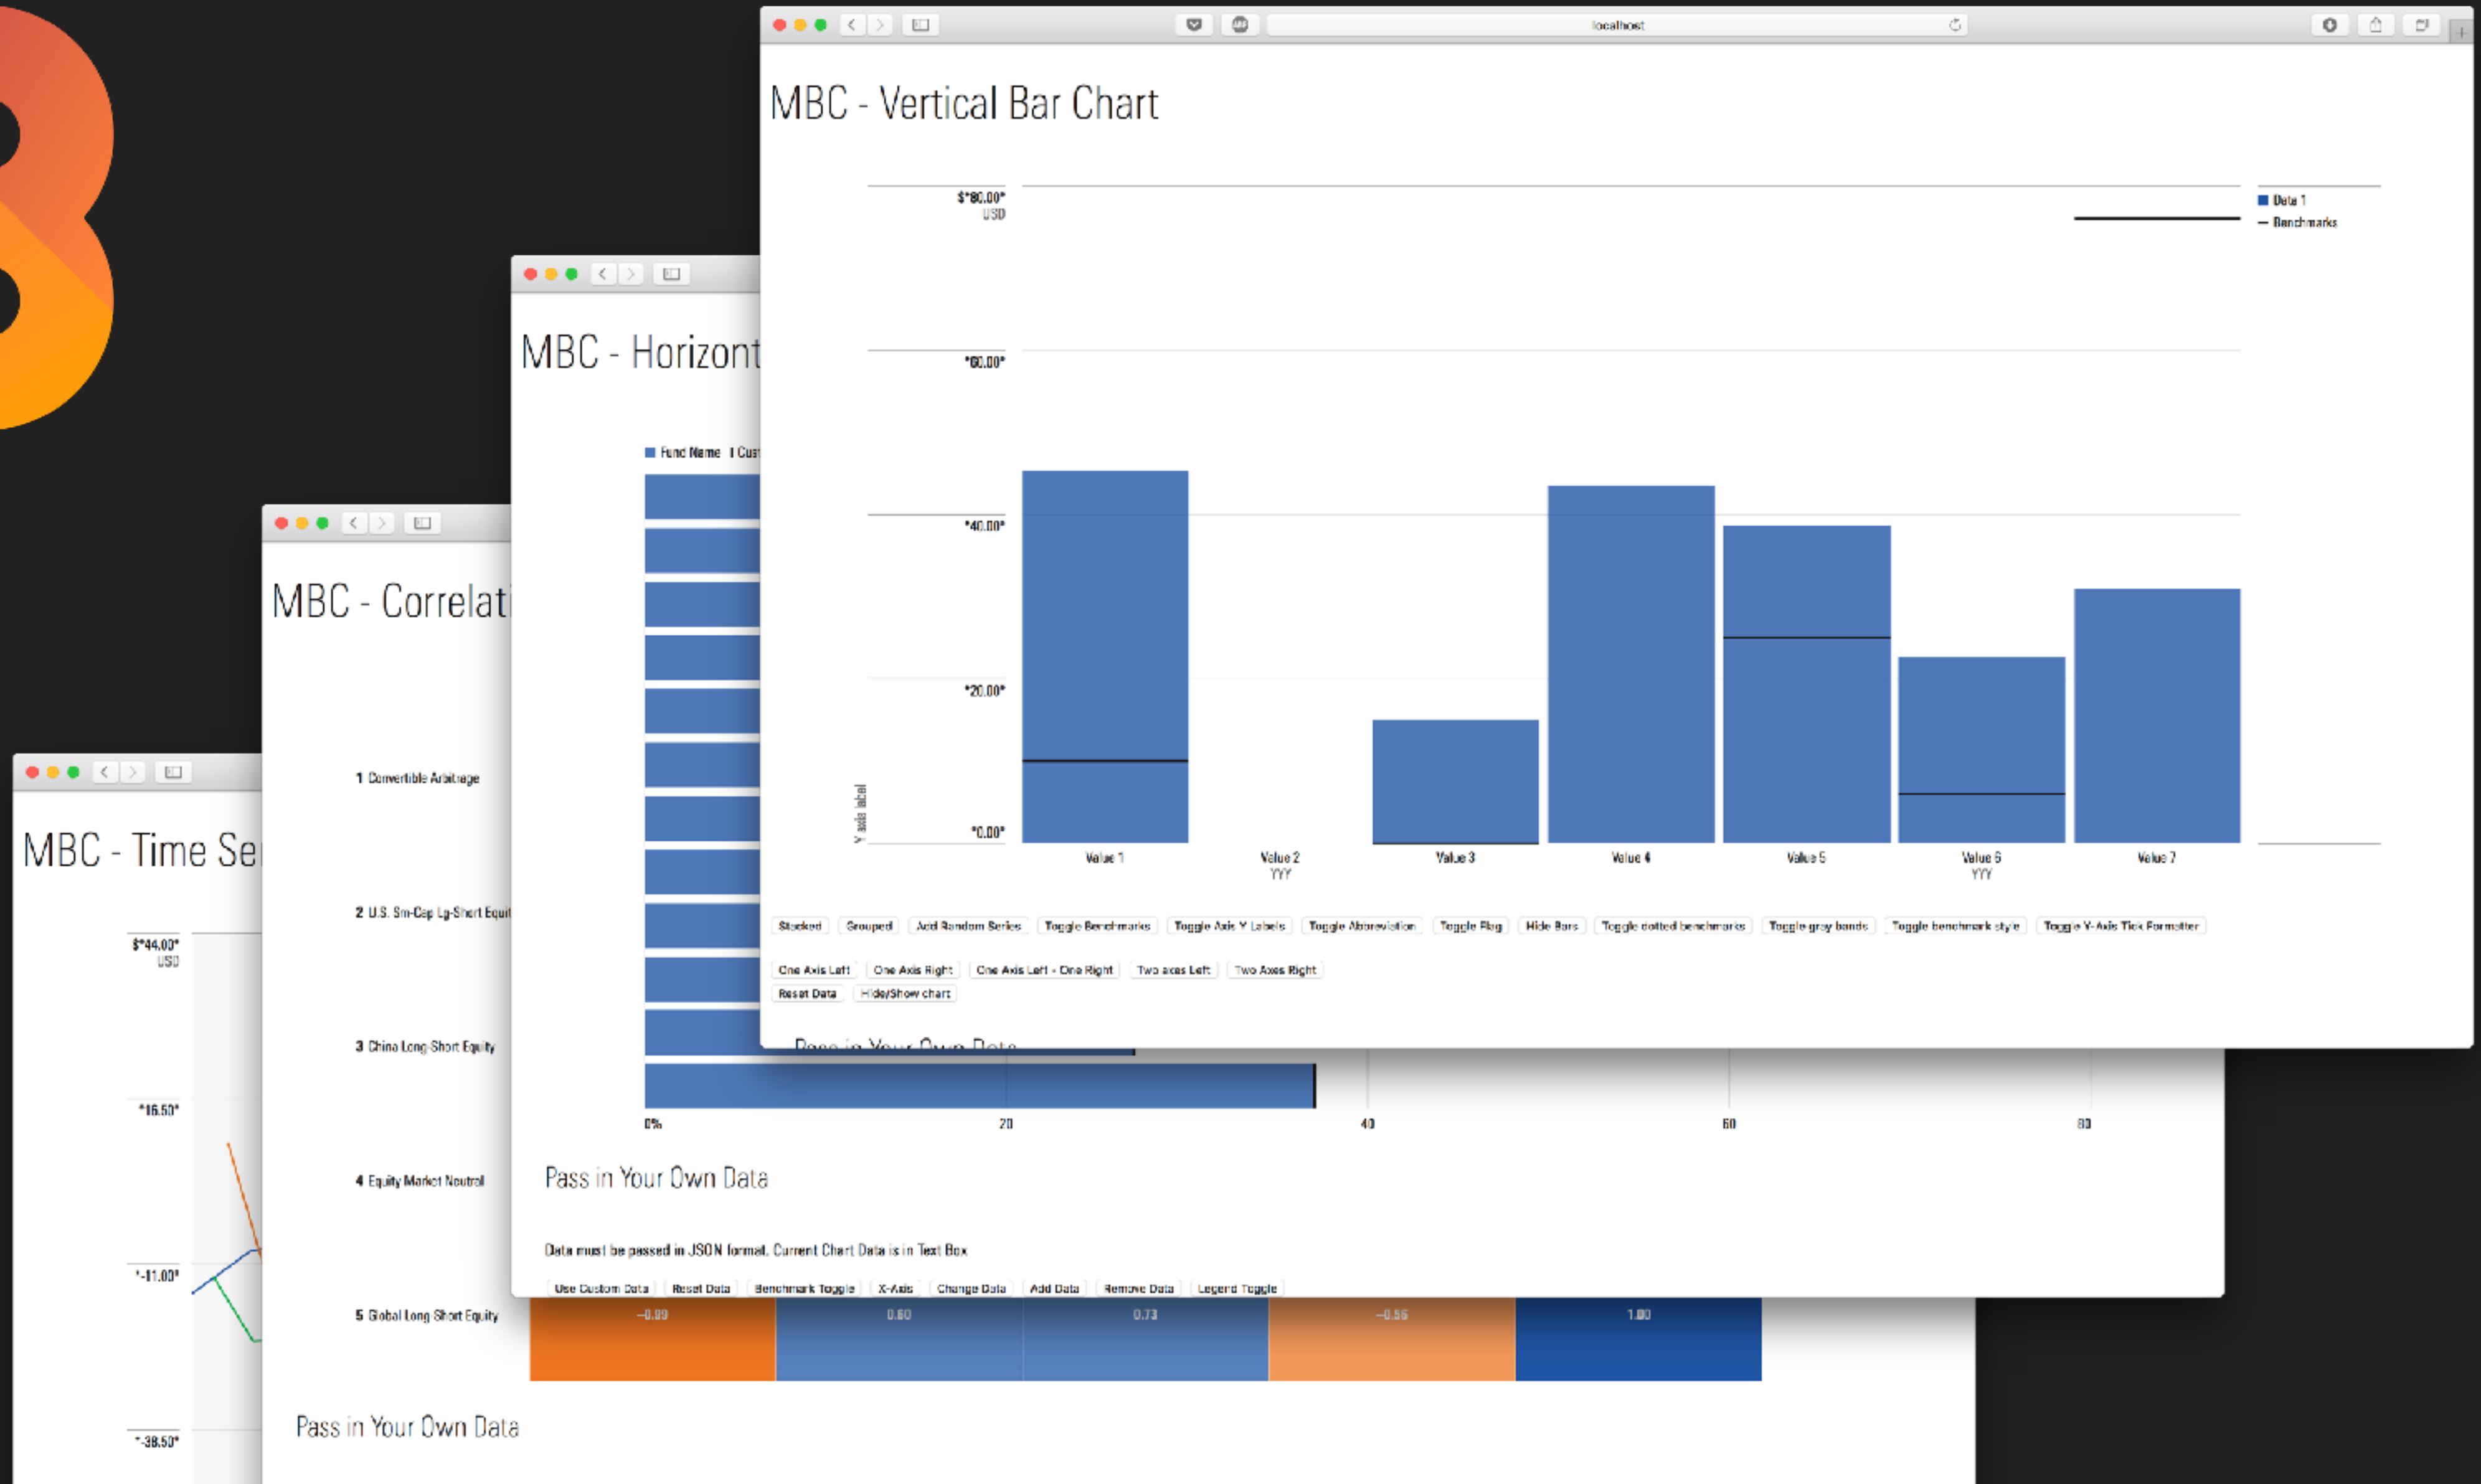 localhost
MBC - Vertical Bar Chart
$*80.00*
USD
*60.00*
*40.00*
*20.00*
*0.00*
Y axis label
Data 1
Benchmarks
Value 1
Value 2
YYY
Value 3
Value 4
Value 5
Value 6
YYY
Value 7
Stacked Grouped Add Random Series Toggle Benchmarks Toggle Axis Y Labels Toggle Abbreviation Toggle Flag Hide Bars Toggle dotted benchmarks Toggle gray bands Toggle benchmark style Toggle Y-Axis Tick Formatter
One Axis Left One Axis Right One Axis Left - One Right Two axes Left Two Axes Right
Reset Data Hide/Show chart
Pass in Your Own Data
MBC - Horizont
Fund Name Cus
0% 20 40 60 80
Pass in Your Own Data
Data must be passed in JSON format. Current Chart Data is in Text Box
Use Custom Data Reset Data Benchmark Toggle X-Axis Change Data Add Data Remove Data Legend Toggle
MBC - Correlati
1 Convertible Arbitrage
2 U.S. Sm-Cap Lg-Short Equit
3 China Long-Short Equity
4 Equity Market Neutral
5 Global Long-Short Equity
0.73
1.00
Pass in Your Own Data
MBC - Time Se
$*44.00*
USD
*16.50*
*-11.00*
*-38.50*